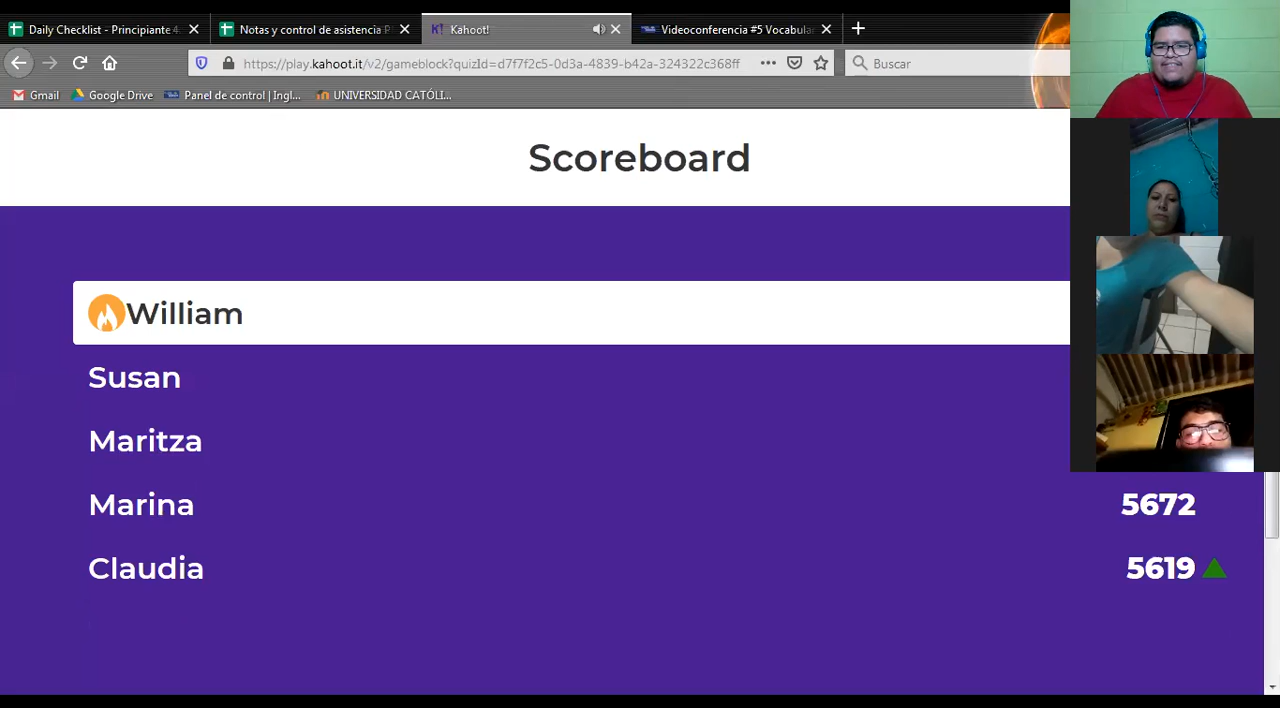 Daily Checklist - Principiante 4:
Notas y control de asistencia P
K! Kahoot!
Videoconferencia #5 Vocabula
https://play.kahoot.it/v2/gameblock?quizId=d7f7f2c5-0d3a-4839-b42a-324322c368ff
Buscar
Gmail
Google Drive
Panel de control | Ingl...
UNIVERSIDAD CATÓLI...
Scoreboard
William
Susan
Maritza
Marina 5672
Claudia 5619